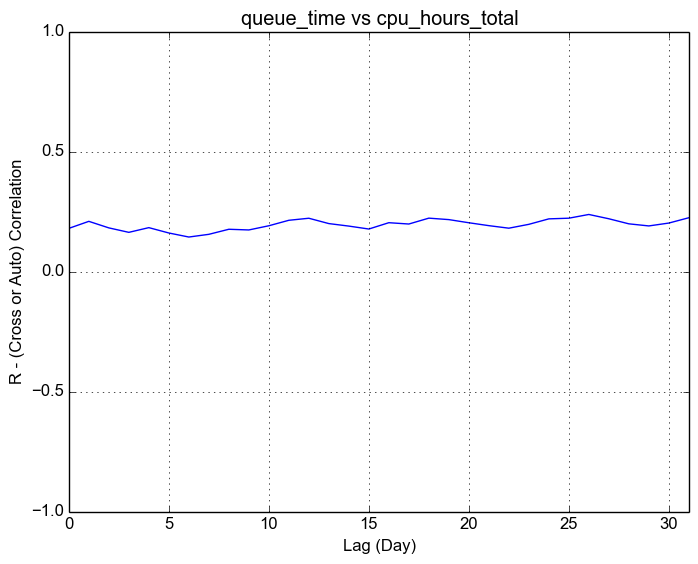 queue_time vs cpu_hours_total
1.0
0.5
0.0
−0.5
−1.0
R - (Cross or Auto) Correlation
0 5 10 15 20 25 30
Lag (Day)